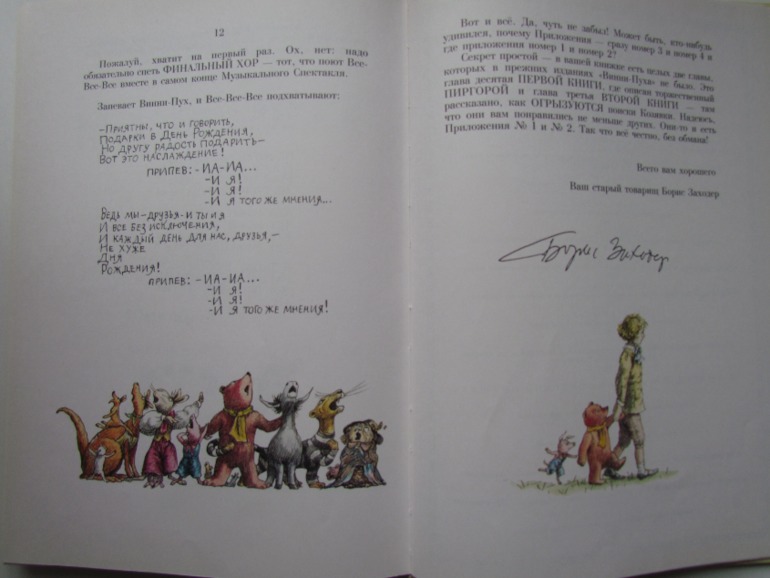 12
Пожалуй, хватит на первый раз. Ох, нет: надо
обязательно спеть ФИНАЛЬНЫЙ ХОР — тот, что поют Все-
Все-Все вместе в самом конце Музыкального Спектакля.
Запевает Винни-Пух, и Все-Все-Все подхватывают:
-Приятны, что и говорить,
Подарки в День Рождения,
Но другу радость подарить—
Вот это наслаждение!
ПРИПЕВ: -ИА-ИА...
-И Я!
-И Я!
-И Я ТОГО ЖЕ МНЕНИЯ...
Ведь мы-друзья-и ты и я
И все без исключения,
И каждый день для нас, друзья,-
Не хуже
Дня
Рождения!
ПРИПЕВ: -ИА-ИА...
-И Я!
-И Я!
-И Я ТОГО ЖЕ МНЕНИЯ!
Вот и всё. Да, чуть не забыл! Может быть, кто-нибудь
удивился, почему Приложения — сразу номер 3 и номер 4 и
где приложения номер 1 и номер 2?
Секрет простой — в вашей книжке есть целых две главы,
которых в прежних изданиях «Винни-Пуха» не было. Это
глава десятая ПЕРВОЙ КНИГИ, где описан торжественный
ПИРГОРОЙ и глава третья ВТОРОЙ КНИГИ — там
рассказано, как ОГРЫЗУЮТСЯ поиски Козявки. Надеюсь,
что они вам понравились не меньше других. Они-то и есть
Приложения № 1 и № 2. Так что всё честно, без обмана!
Всего вам хорошего
Ваш старый товарищ Борис Заходер
Борис Заходер